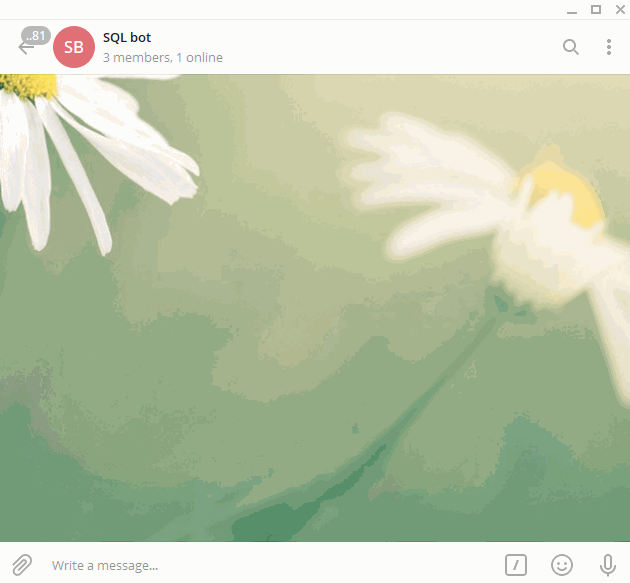 ..81
SB
SQL bot
3 members, 1 online
Write a message...
/